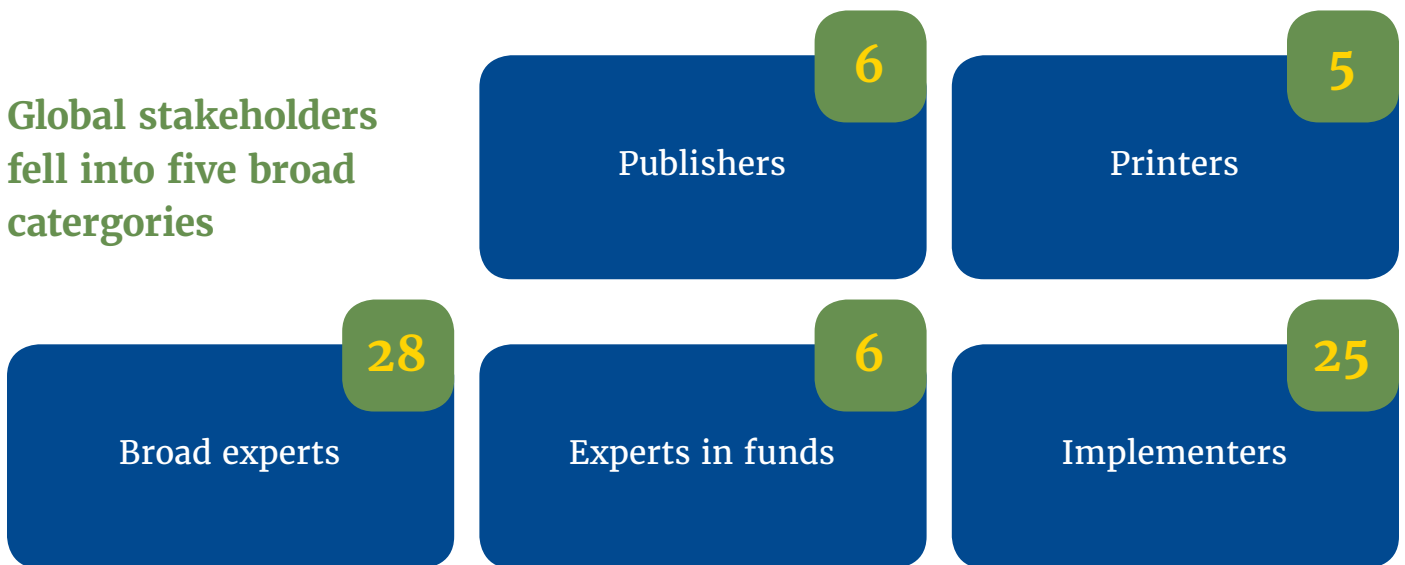 Global stakeholders
fell into five broad
catergories
6
Publishers
5
Printers
28
Broad experts
6
Experts in funds
25
Implementers